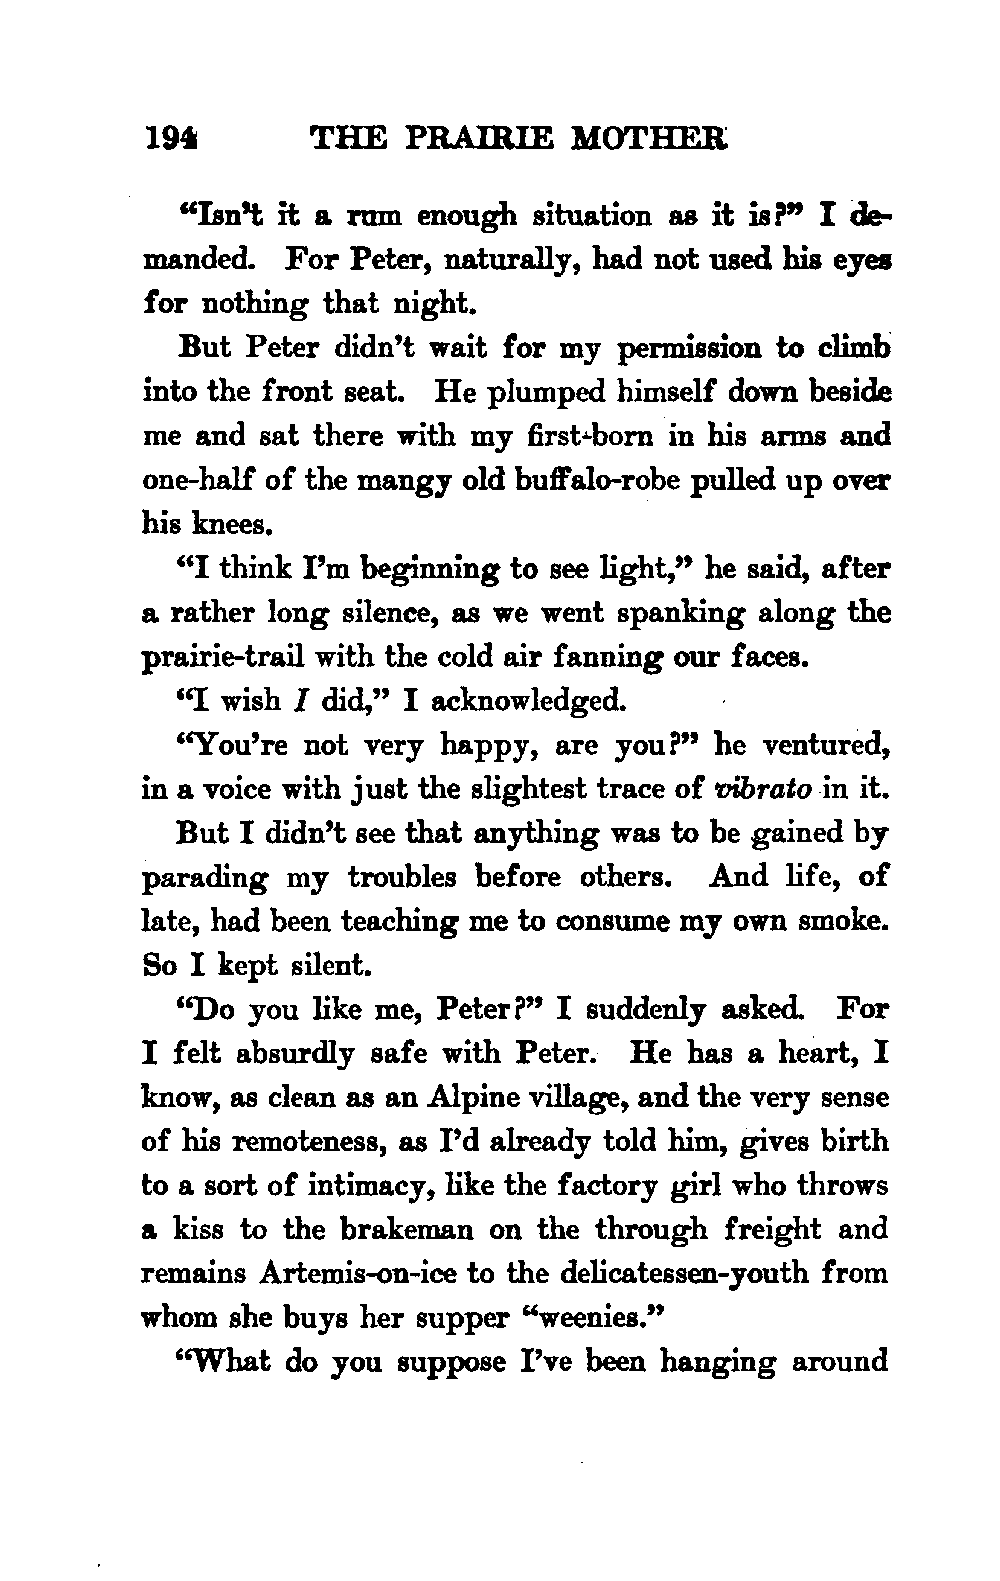 194 THE PRAIRIE MOTHER
“Isn’t it a rum enough situation as it is?” I de-
manded. For Peter, naturally, had not used his eyes
for nothing that night.
But Peter didn’t wait for my permission to climb
into the front seat. He plumped himself down beside
me and sat there with my first-born in his arms and
one-half of the mangy old buffalo-robe pulled up over
his knees.
“I think I’m beginning to see light,” he said, after
a rather long silence, as we went spanking along the
prairie-trail with the cold air fanning our faces.
“I wish I did,” I acknowledged.
“You’re not very happy, are you?” he ventured,
in a voice with just the slightest trace of vibrato in it.
But I didn’t see that anything was to be gained by
parading my troubles before others. And life, of
late, had been teaching me to consume my own smoke.
So I kept silent.
“Do you like me, Peter?” I suddenly asked. For
I felt absurdly safe with Peter. He has a heart, I
know, as clean as an Alpine village, and the very sense
of his remoteness, as I’d already told him, gives birth
to a sort of intimacy, like the factory girl who throws
a kiss to the brakeman on the through freight and
remains Artemis-on-ice to the delicatessen-youth from
whom she buys her supper “weenies.”
“What do you suppose I’ve been hanging around